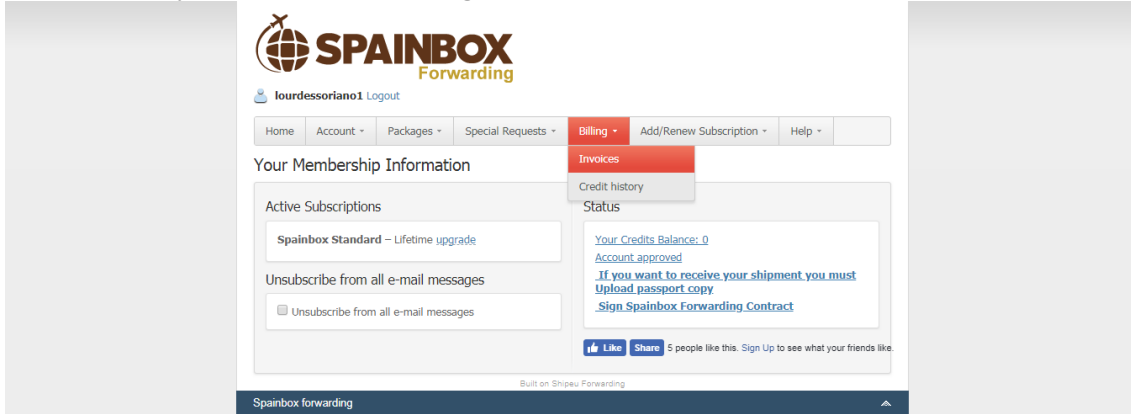 SPAINBOX
Forwarding
lourdessoriano1 Logout
Home Account Packages Special Requests Billing Add/Renew Subscription Help
Invoices
Credit history
Your Membership Information
Active Subscriptions
Spainbox Standard – Lifetime upgrade
Unsubscribe from all e-mail messages
Unsubscribe from all e-mail messages
Status
Your Credits Balance: 0
Account approved
If you want to receive your shipment you must
Upload passport copy
Sign Spainbox Forwarding Contract
Like Share 5 people like this. Sign Up to see what your friends like.
Built on Shipeu Forwarding
Spainbox forwarding